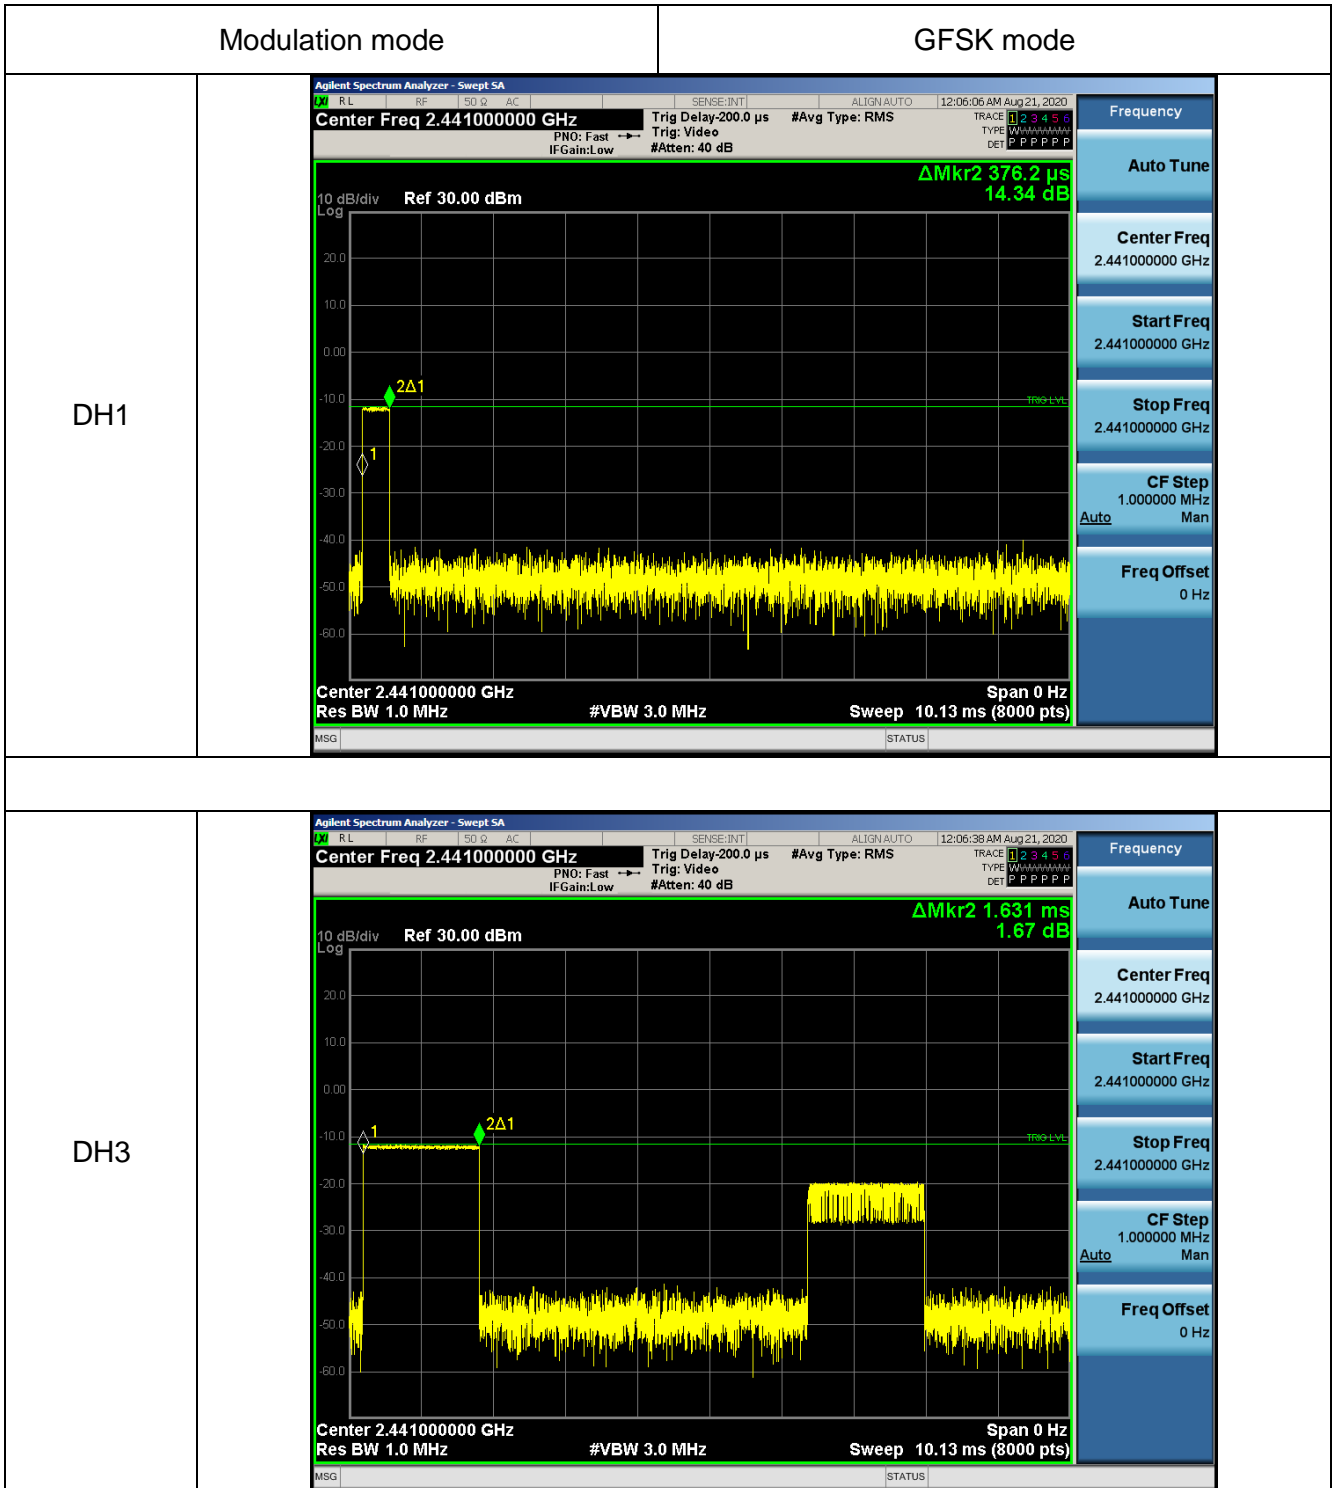 Modulation mode GFSK mode
DH1
Agilent Spectrum Analyzer - Swept SA
LXI RL RF 50 Ω AC SENSE:INT ALIGN AUTO 12:06:06 AM Aug 21, 2020
Center Freq 2.441000000 GHz Trig Delay-200.0 µs #Avg Type: RMS TRACE 1 2 3 4 5 6
PNO: Fast Trig: Video TYPE
IFGain:Low #Atten: 40 dB DET P P P P P P
ΔMkr2 376.2 µs
14.34 dB
10 dB/div Ref 30.00 dBm
Log
20.0
10.0
0.00
-10.0
-20.0
-30.0
-40.0
-50.0
-60.0
2Δ1
TRIG LVL
1
Center 2.441000000 GHz Span 0 Hz
Res BW 1.0 MHz #VBW 3.0 MHz Sweep 10.13 ms (8000 pts)
MSG STATUS
Frequency
Auto Tune
Center Freq
2.441000000 GHz
Start Freq
2.441000000 GHz
Stop Freq
2.441000000 GHz
CF Step
1.000000 MHz
Auto Man
Freq Offset
0 Hz
DH3
Agilent Spectrum Analyzer - Swept SA
LXI RL RF 50 Ω AC SENSE:INT ALIGN AUTO 12:06:38 AM Aug 21, 2020
Center Freq 2.441000000 GHz Trig Delay-200.0 µs #Avg Type: RMS TRACE 1 2 3 4 5 6
PNO: Fast Trig: Video TYPE
IFGain:Low #Atten: 40 dB DET P P P P P P
ΔMkr2 1.631 ms
1.67 dB
10 dB/div Ref 30.00 dBm
Log
20.0
10.0
0.00
-10.0
-20.0
-30.0
-40.0
-50.0
-60.0
1
2Δ1
TRIG LVL
Center 2.441000000 GHz Span 0 Hz
Res BW 1.0 MHz #VBW 3.0 MHz Sweep 10.13 ms (8000 pts)
MSG STATUS
Frequency
Auto Tune
Center Freq
2.441000000 GHz
Start Freq
2.441000000 GHz
Stop Freq
2.441000000 GHz
CF Step
1.000000 MHz
Auto Man
Freq Offset
0 Hz